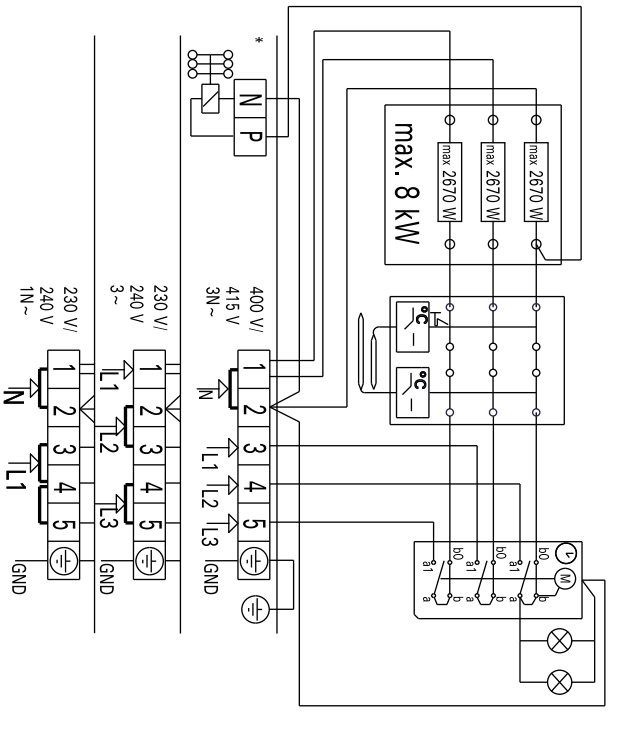 *
N
P
max. 8 kW
max 2670 W
max 2670 W
max 2670 W
°C
°C
400 V/
415 V
3N~
1
2
3
4
5
N
L1
L2
L3
GND
230 V/
240 V
3~
1
2
3
4
5
L1
L2
L3
GND
230 V/
240 V
1N~
1
2
3
4
5
N
L1
GND
1
M
b0
a1
b0
a1
b0
a1
b
a
b
a
b
a